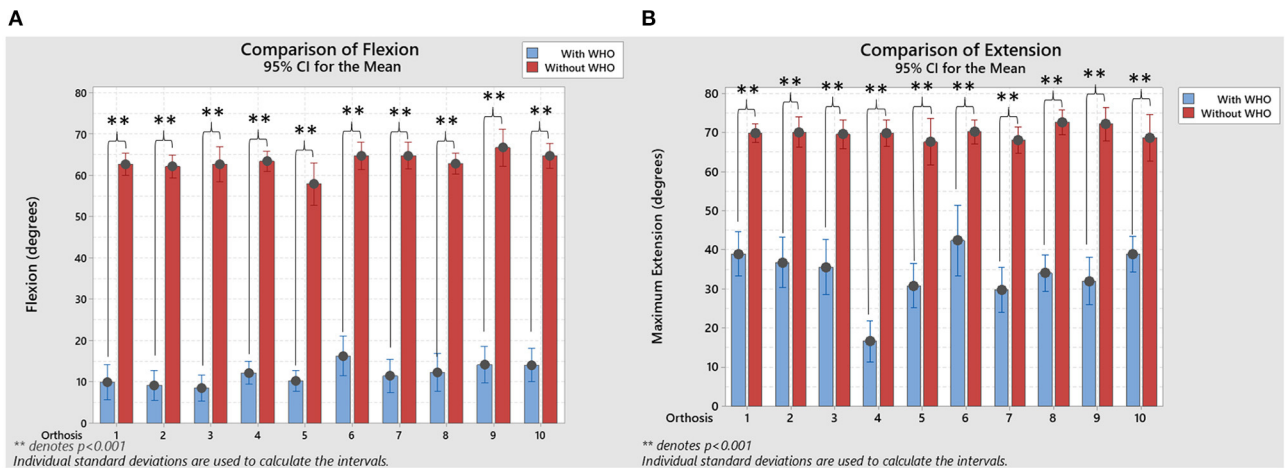 A
Comparison of Flexion
95% CI for the Mean
With WHO
Without WHO
** ** ** ** ** ** ** ** ** **
Flexion (degrees)
80
70
60
50
40
30
20
10
0
Orthosis 1 2 3 4 5 6 7 8 9 10
** denotes p<0.001
Individual standard deviations are used to calculate the intervals.
B
Comparison of Extension
95% CI for the Mean
With WHO
Without WHO
** ** ** ** ** ** ** ** ** **
Maximum Extension (degrees)
80
70
60
50
40
30
20
10
0
Orthosis 1 2 3 4 5 6 7 8 9 10
** denotes p<0.001
Individual standard deviations are used to calculate the intervals.